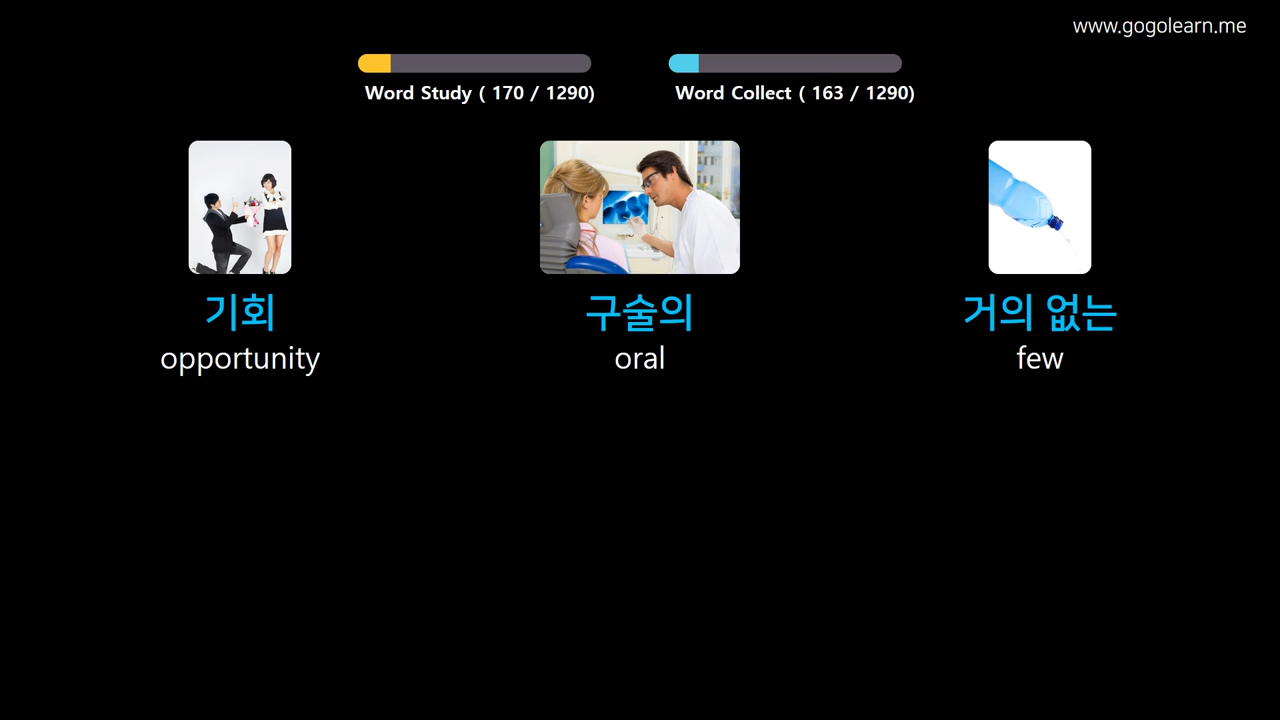 www.gogolearn.me
Word Study ( 170 / 1290)
Word Collect ( 163 / 1290)
기회
구술의
거의 없는
opportunity
oral
few